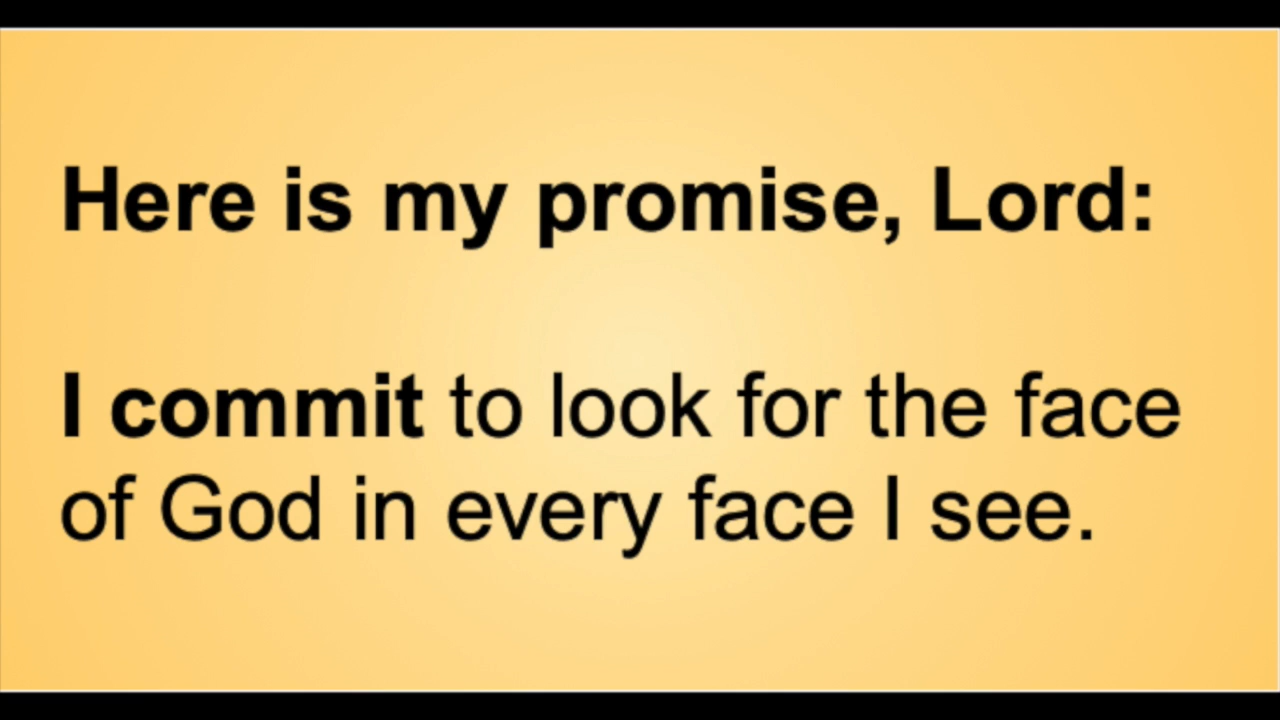 Here is my promise, Lord:
I commit to look for the face
of God in every face I see.